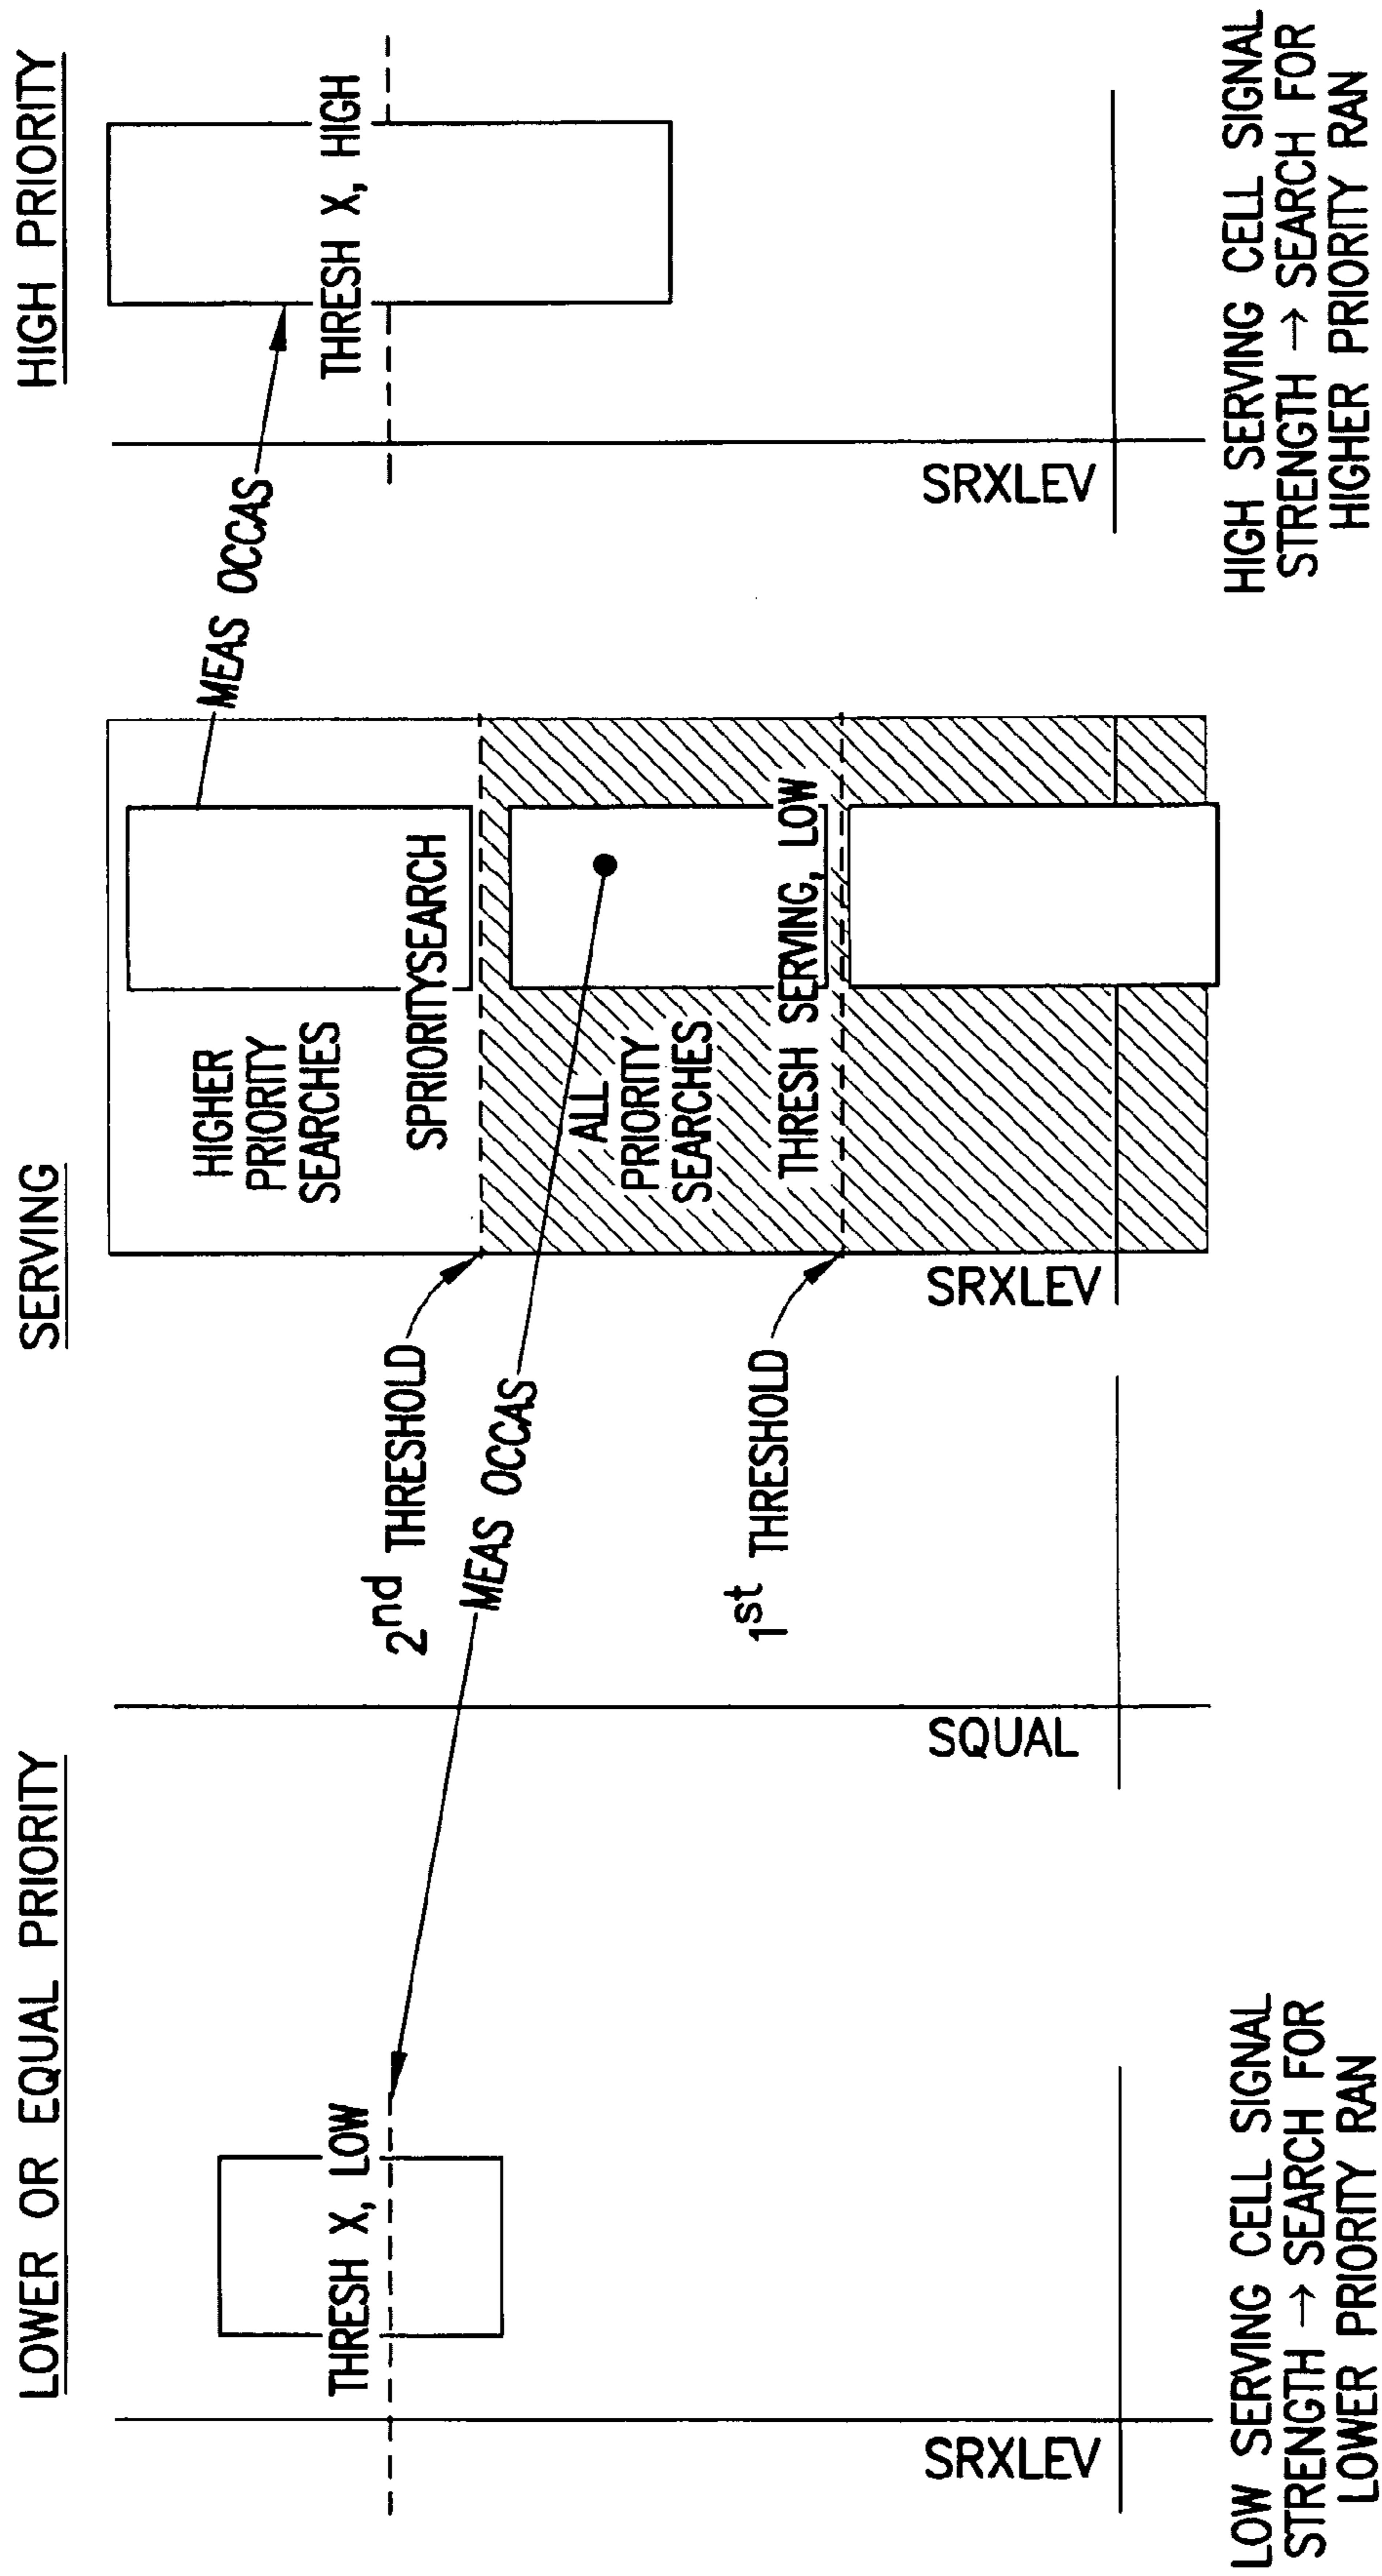 LOWER OR EQUAL PRIORITY
SERVING
HIGH PRIORITY
THRESH X, LOW
SRXLEV
MEAS OCCAS
2nd THRESHOLD
1st THRESHOLD
SQUAL
HIGHER
PRIORITY
SEARCHES
SPRIORITYSEARCH
ALL
PRIORITY
SEARCHES
THRESH SERVING, LOW
SRXLEV
MEAS OCCAS
THRESH X, HIGH
SRXLEV
LOW SERVING CELL SIGNAL
STRENGTH → SEARCH FOR
LOWER PRIORITY RAN
HIGH SERVING CELL SIGNAL
STRENGTH → SEARCH FOR
HIGHER PRIORITY RAN